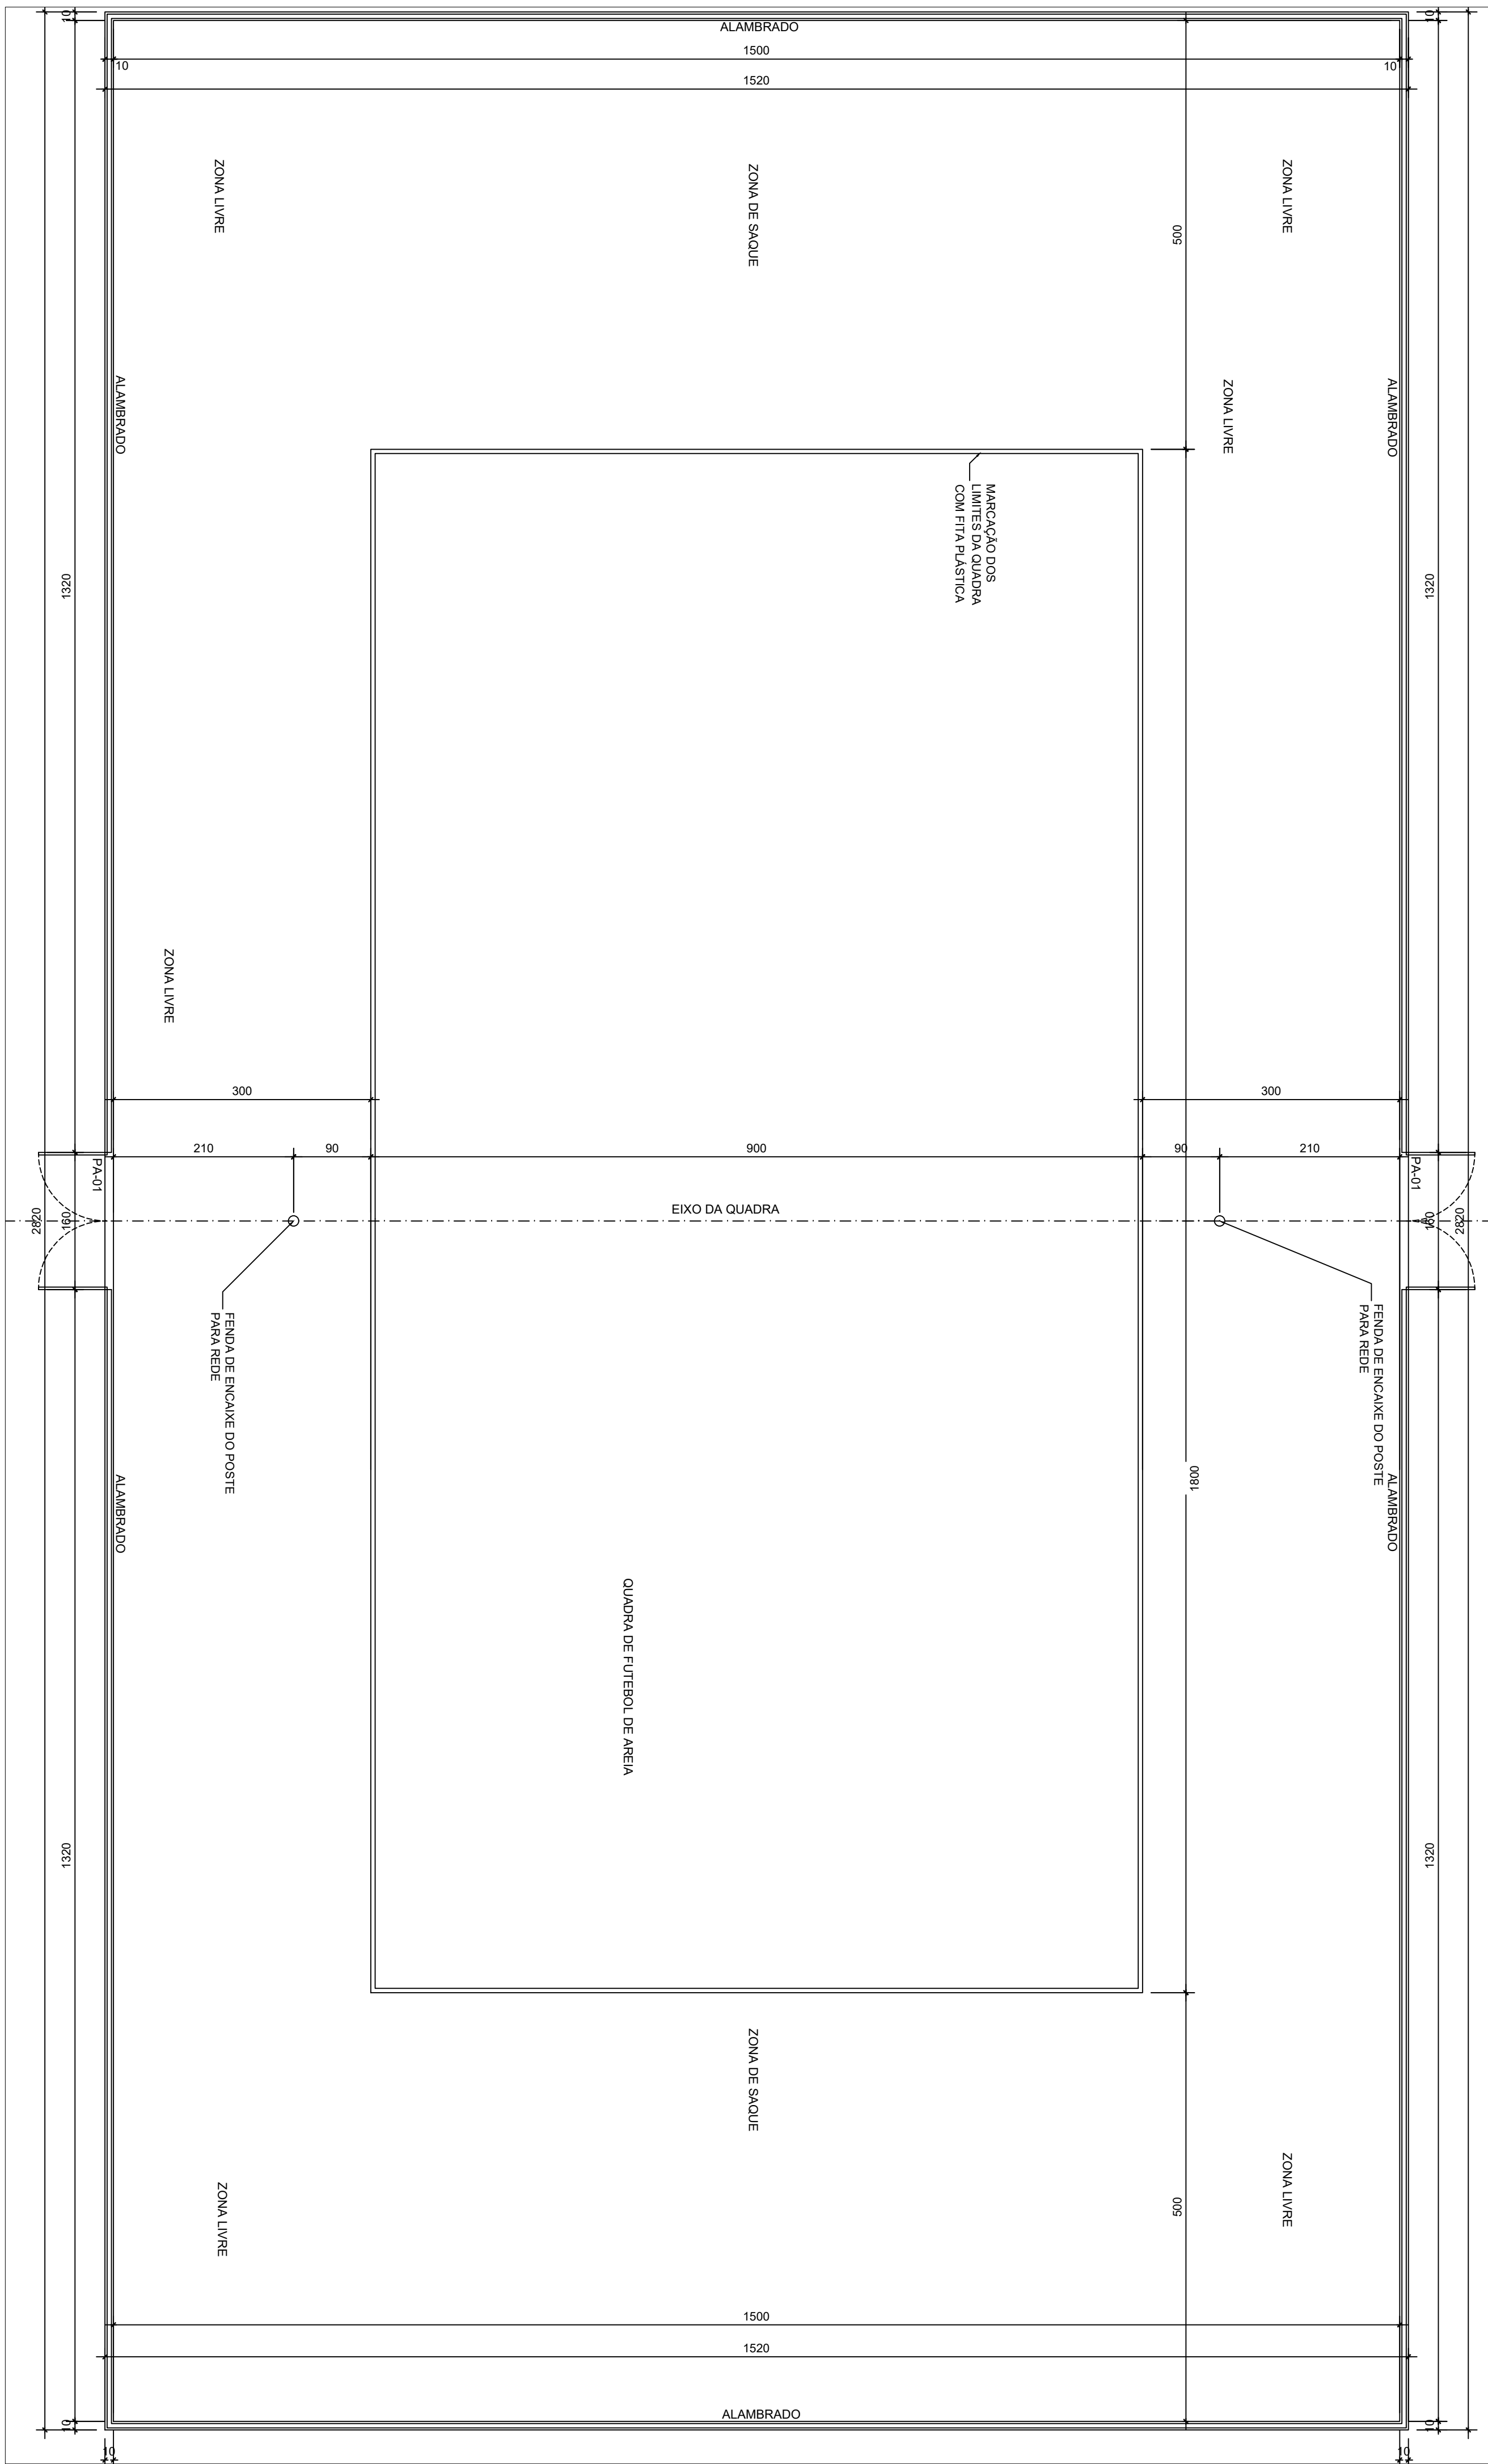 10
10
ALAMBRADO
1500
10
10
1520
ZONA LIVRE
ZONA DE SAQUE
ZONA LIVRE
500
ALAMBRADO
ZONA LIVRE
ALAMBRADO
MARCAÇÃO DOS
LIMITES DA QUADRA
COM FITA PLÁSTICA
1320
1320
ZONA LIVRE
300
300
210
90
900
90
210
PA-01
PA-01
2820
160
EIXO DA QUADRA
160
2820
FENDA DE ENCAIXE DO POSTE
PARA REDE
FENDA DE ENCAIXE DO POSTE
PARA REDE
ALAMBRADO
1800
ALAMBRADO
QUADRA DE FUTEBOL DE AREIA
1320
1320
ZONA DE SAQUE
ZONA LIVRE
500
ZONA LIVRE
1500
1520
ALAMBRADO
10
10
10
10